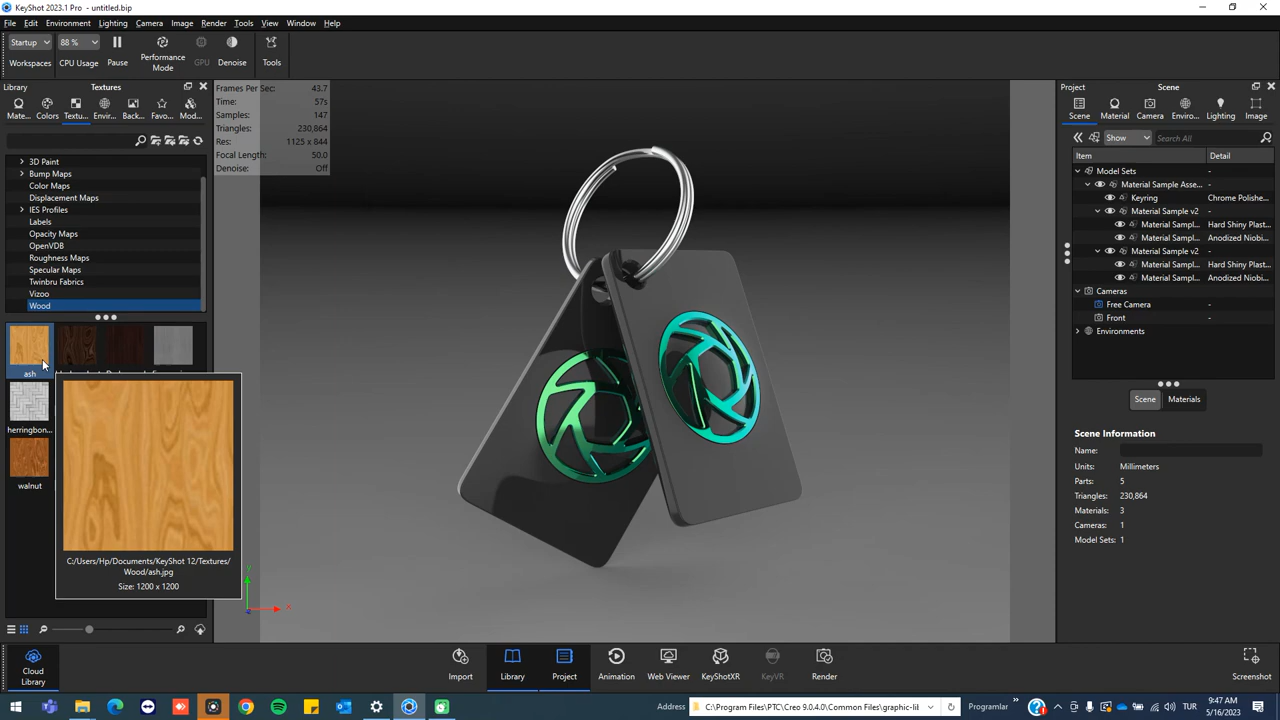 KeyShot 2023.1 Pro - untitled.bip
File Edit Environment Lighting Camera Image Render Tools View Window Help
Startup 88 %
Workspaces CPU Usage Pause Performance Mode GPU Denoise Tools
Library Textures
Mate... Colors Textu... Envir... Back... Favo... Mod...
3D Paint
Bump Maps
Color Maps
Displacement Maps
IES Profiles
Labels
Opacity Maps
OpenVDB
Roughness Maps
Specular Maps
Twinbru Fabrics
Vizoo
Wood
ash
herringbon...
walnut
C:/Users/Hp/Documents/KeyShot 12/Textures/
Wood/ash.jpg
Size: 1200 x 1200
Frames Per Sec: 43.7
Time: 57s
Samples: 147
Triangles: 230,864
Res: 1125 x 844
Focal Length: 50.0
Denoise: Off
Y
X
Project Scene
Scene Material Camera Enviro... Lighting Image
Show Search All
Item Detail
Model Sets -
Material Sample Asse... -
Keyring Chrome Polishe...
Material Sample v2 -
Material Sampl... Hard Shiny Plast...
Material Sampl... Anodized Niobi...
Material Sample v2 -
Material Sampl... Hard Shiny Plast...
Material Sampl... Anodized Niobi...
Cameras -
Free Camera -
Front -
Environments -
Scene Materials
Scene Information
Name:
Units: Millimeters
Parts: 5
Triangles: 230,864
Materials: 3
Cameras: 1
Model Sets: 1
Cloud Library
Import Library Project Animation Web Viewer KeyShotXR KeyVR Render Screenshot
Address C:\Program Files\PTC\Creo 9.0.4.0\Common Files\graphic-lib Programlar » TUR 9:47 AM
5/16/2023